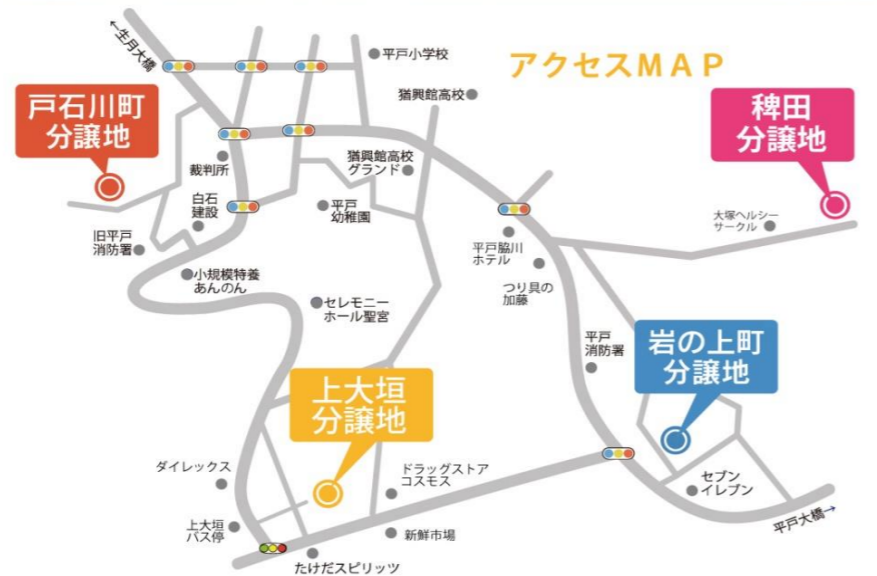 ←生月大橋
平戸小学校
アクセスMAP
猶興館高校
戸石川町
分譲地
稗田
分譲地
裁判所
猶興館高校
グランド
白石
建設
平戸
幼稚園
大塚ヘルシー
サークル
旧平戸
消防署
平戸脇川
ホテル
小規模特養
あんのん
つり具の
加藤
セレモニー
ホール聖宮
平戸
消防署
岩の上町
分譲地
上大垣
分譲地
ダイレックス
ドラッグストア
コスモス
セブン
イレブン
上大垣
バス停
新鮮市場
平戸大橋→
たけだスピリッツ